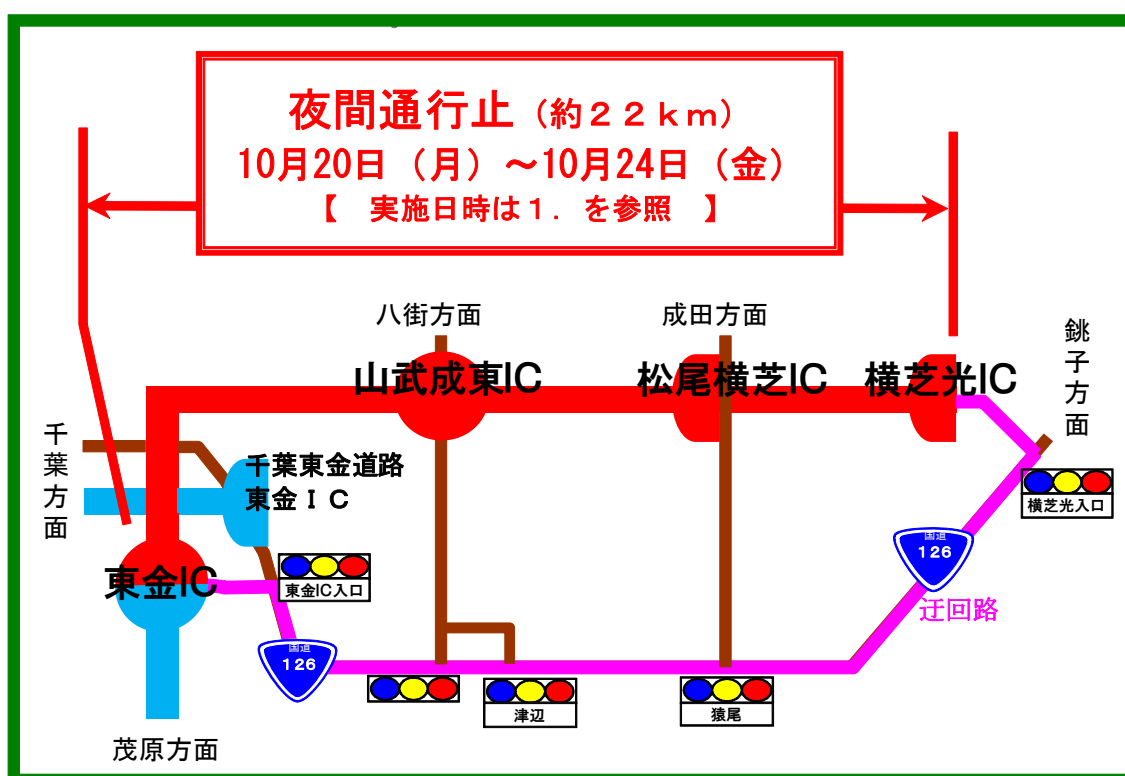 夜間通行止（約２２ｋｍ）
10月20日（月）～10月24日（金）
【　実施日時は１．を参照　】
八街方面
成田方面
銚子方面
山武成東IC
松尾横芝IC
横芝光IC
千葉方面
千葉東金道路
東金ＩＣ
横芝光入口
国道
126
東金IC
東金IC入口
迂回路
国道
126
津辺
猿尾
茂原方面